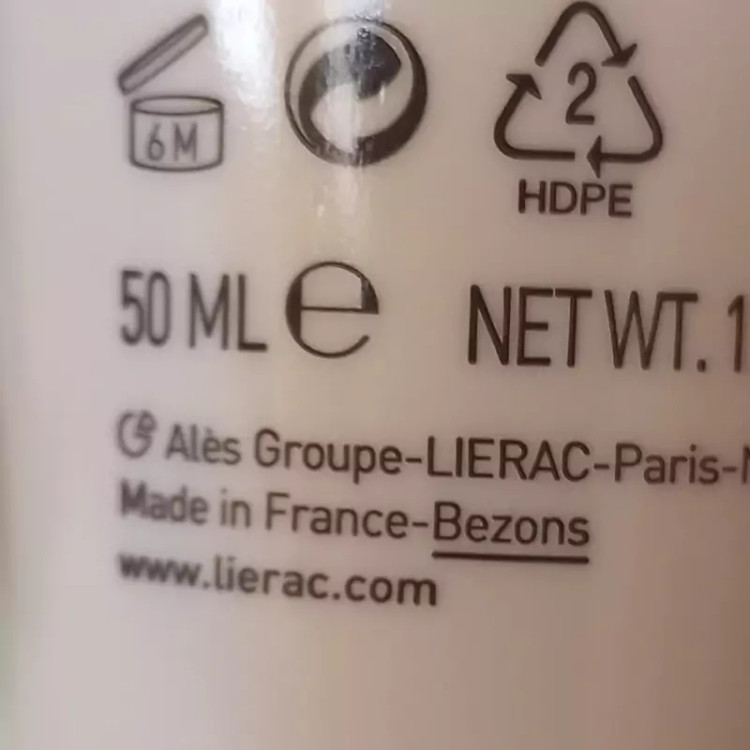 6M
2
HDPE
50 ML e NET WT. 1
Alès Groupe-LIERAC-Paris-
Made in France-Bezons
www.lierac.com